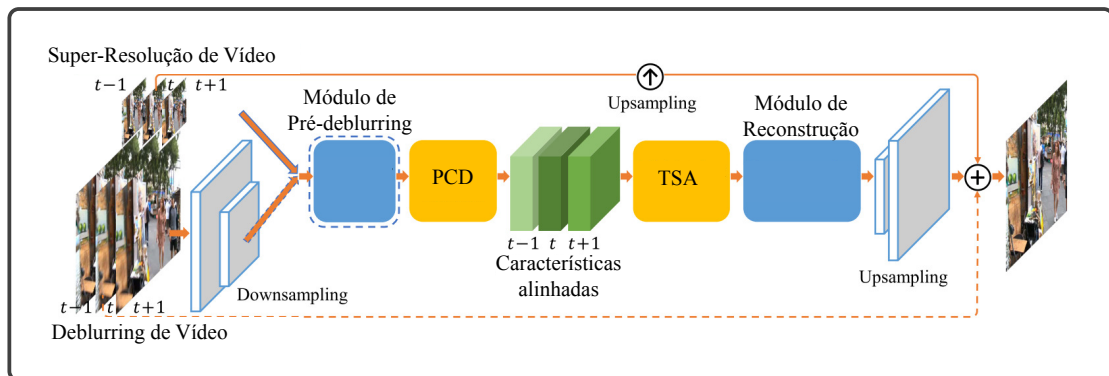 Super-Resolução de Vídeo
t−1 t t+1
Módulo de
Pré-deblurring
PCD
t−1 t t+1
Características
alinhadas
TSA
Upsampling
Módulo de
Reconstrução
Upsampling
Downsampling
t−1 t t+1
Deblurring de Vídeo